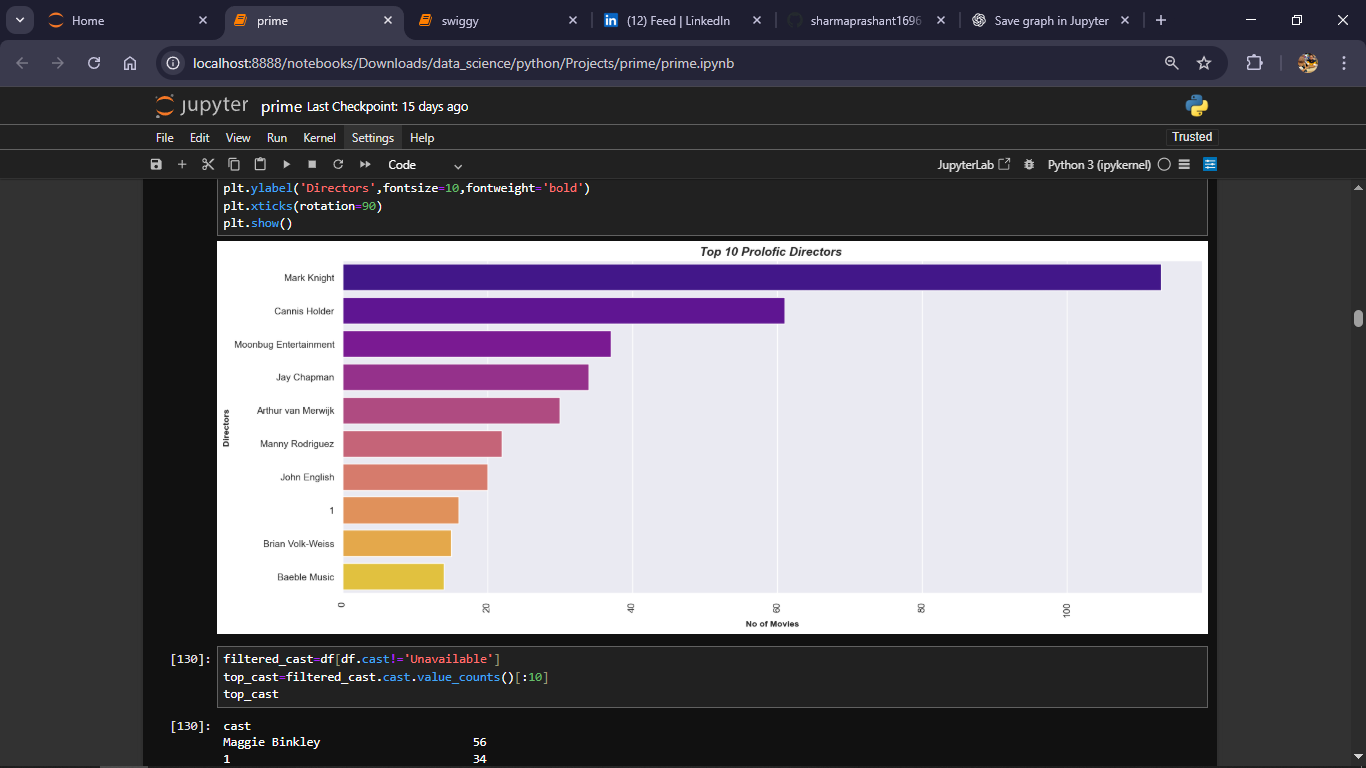 Home
prime
swiggy
(12) Feed | LinkedIn
sharmaprashant1696
Save graph in Jupyter
localhost:8888/notebooks/Downloads/data_science/python/Projects/prime/prime.ipynb
jupyter prime Last Checkpoint: 15 days ago
File Edit View Run Kernel Settings Help Trusted
Code JupyterLab Python 3 (ipykernel)
plt.ylabel('Directors',fontsize=10,fontweight='bold')
plt.xticks(rotation=90)
plt.show()
Top 10 Prolofic Directors
Mark Knight
Cannis Holder
Moonbug Entertainment
Jay Chapman
Arthur van Merwijk
Manny Rodriguez
John English
1
Brian Volk-Weiss
Baeble Music
Directors
0 20 40 60 80 100
No of Movies
[130]: filtered_cast=df[df.cast!='Unavailable']
top_cast=filtered_cast.cast.value_counts()[:10]
top_cast
[130]: cast
Maggie Binkley 56
1 34